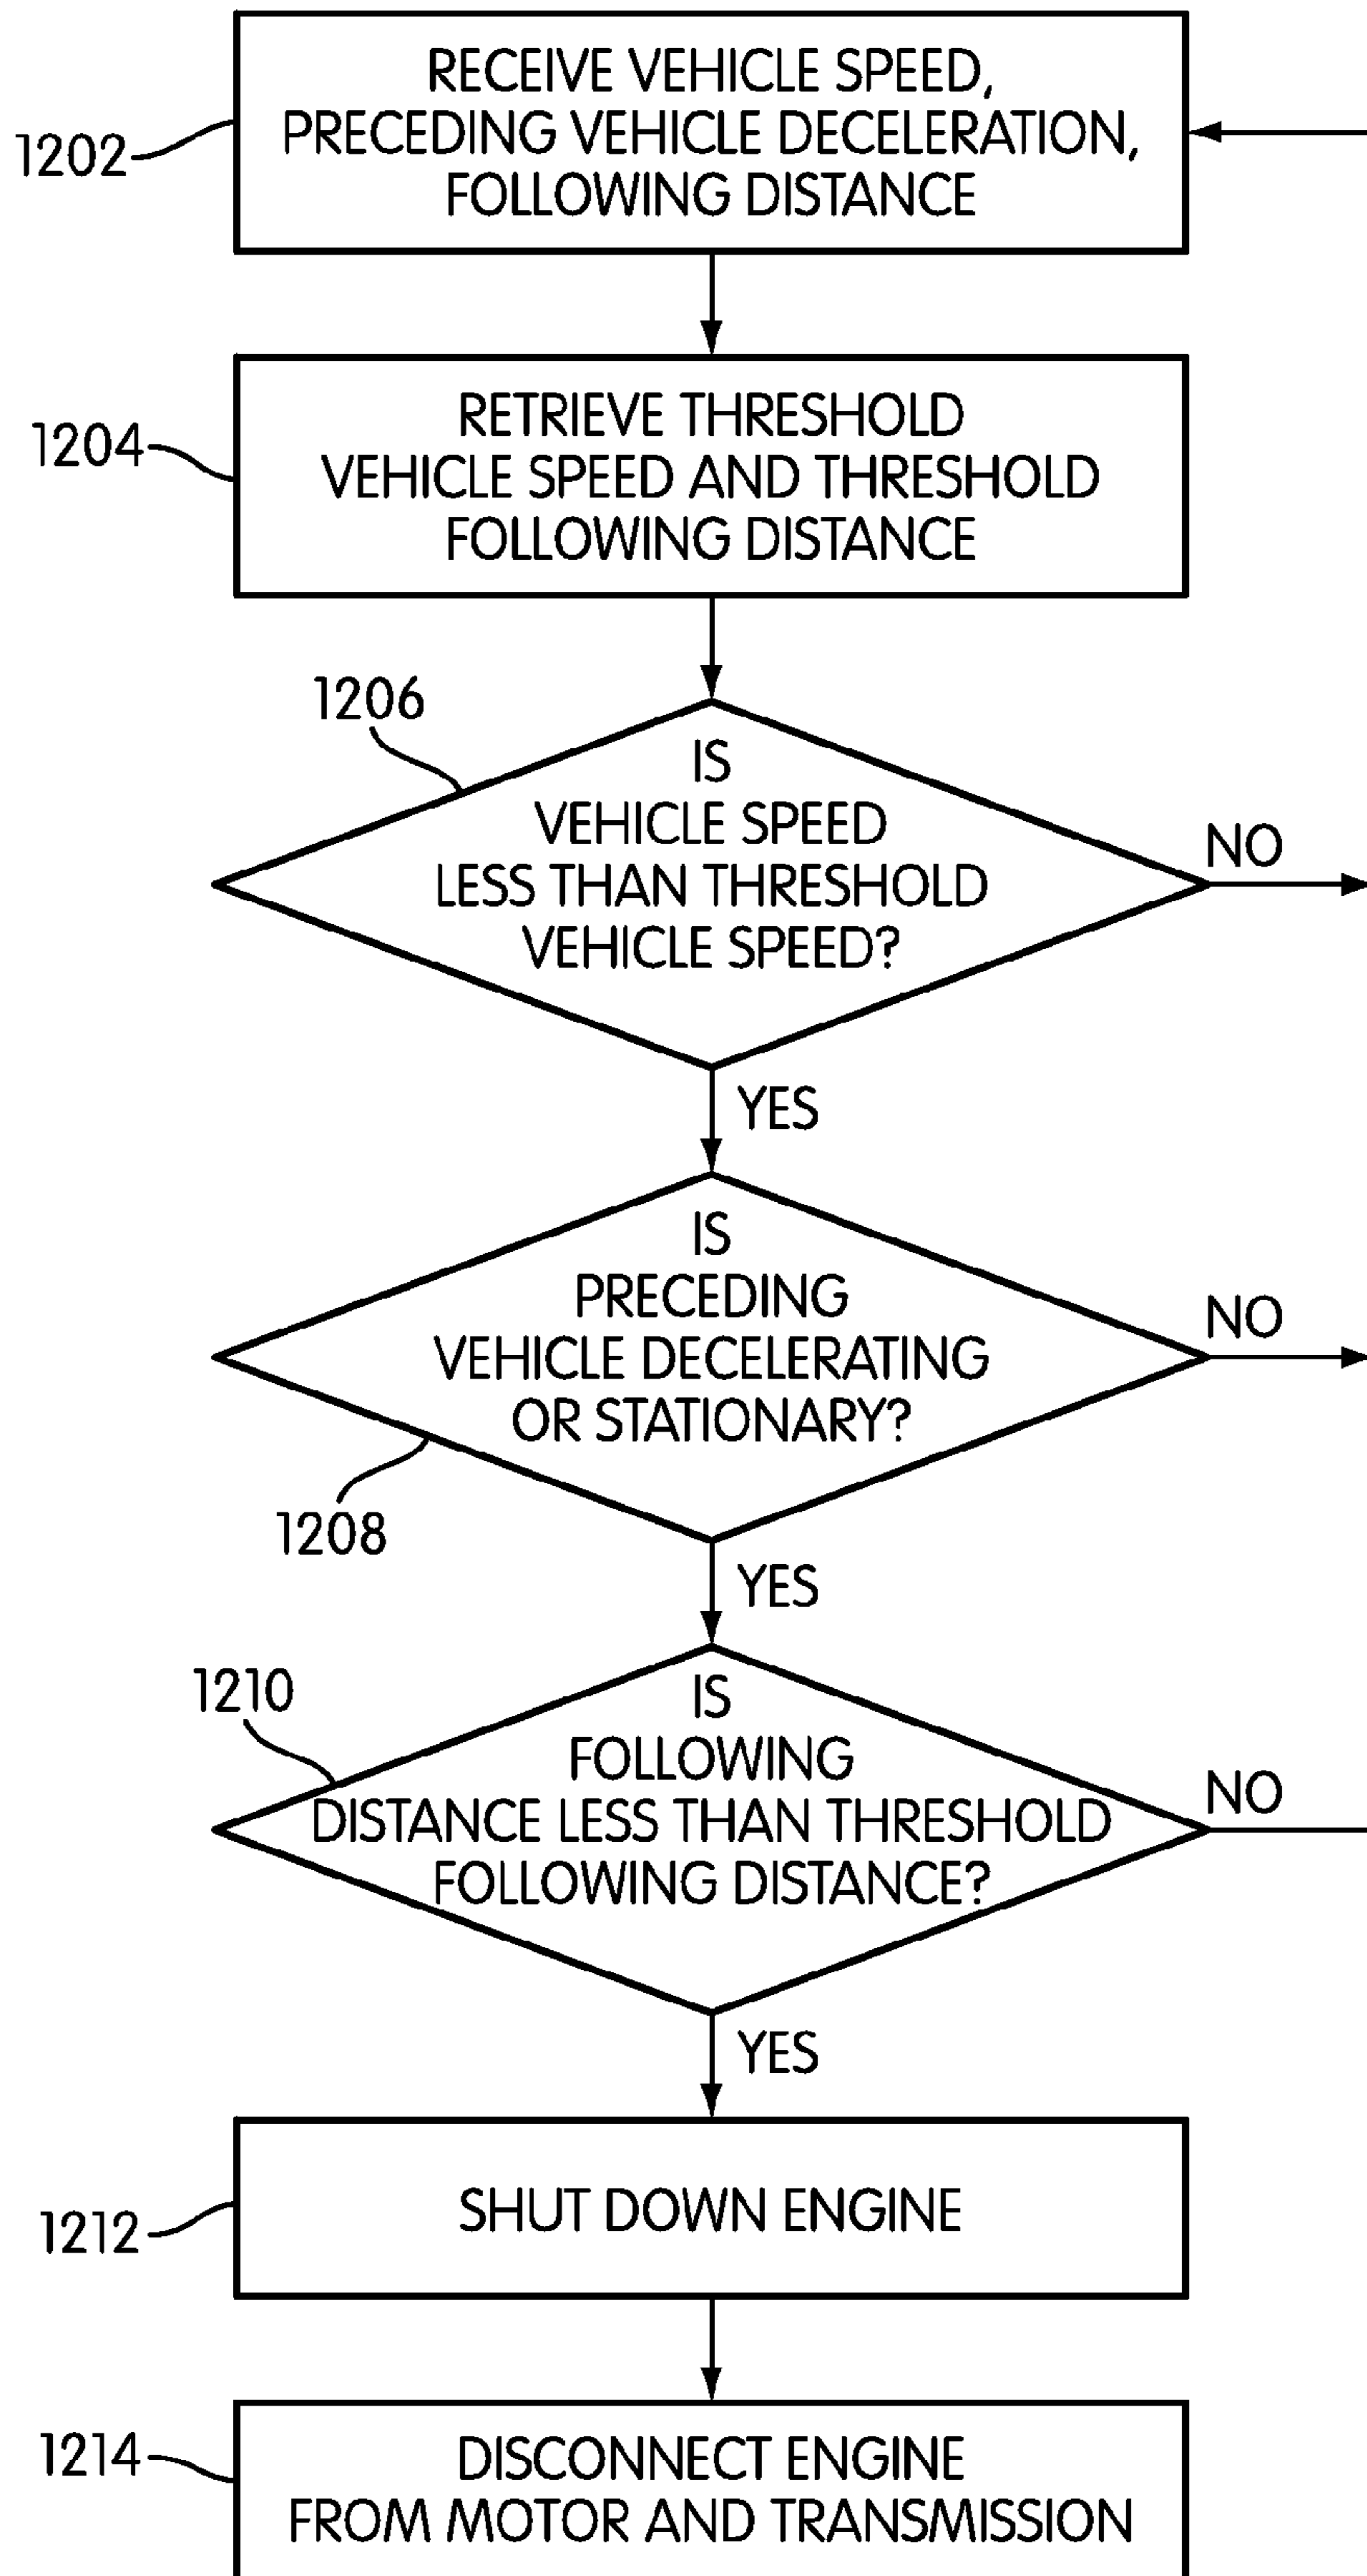 RECEIVE VEHICLE SPEED,
PRECEDING VEHICLE DECELERATION,
FOLLOWING DISTANCE
1202
RETRIEVE THRESHOLD
VEHICLE SPEED AND THRESHOLD
FOLLOWING DISTANCE
1204
1206
IS
VEHICLE SPEED
LESS THAN THRESHOLD
VEHICLE SPEED?
NO
YES
IS
PRECEDING
VEHICLE DECELERATING
OR STATIONARY?
NO
1208
YES
1210
IS
FOLLOWING
DISTANCE LESS THAN THRESHOLD
FOLLOWING DISTANCE?
NO
YES
SHUT DOWN ENGINE
1212
1214
DISCONNECT ENGINE
FROM MOTOR AND TRANSMISSION